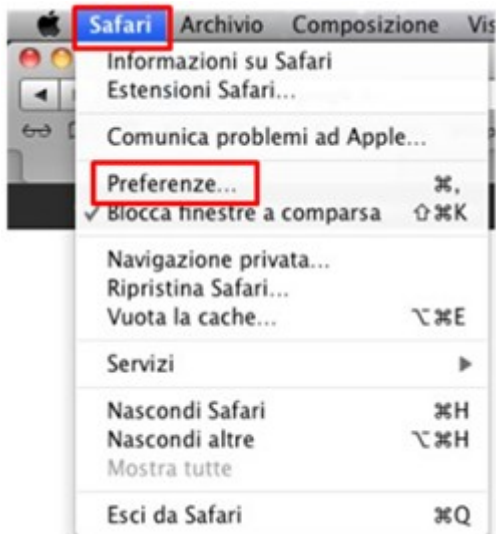 Safari Archivio Composizione Vis
Informazioni su Safari
Estensioni Safari...
Comunica problemi ad Apple...
Preferenze... ⌘,
✓ Blocca finestre a comparsa ⇧⌘K
Navigazione privata...
Ripristina Safari...
Vuota la cache... ⌥⌘E
Servizi ▶
Nascondi Safari ⌘H
Nascondi altre ⌥⌘H
Mostra tutte
Esci da Safari ⌘Q